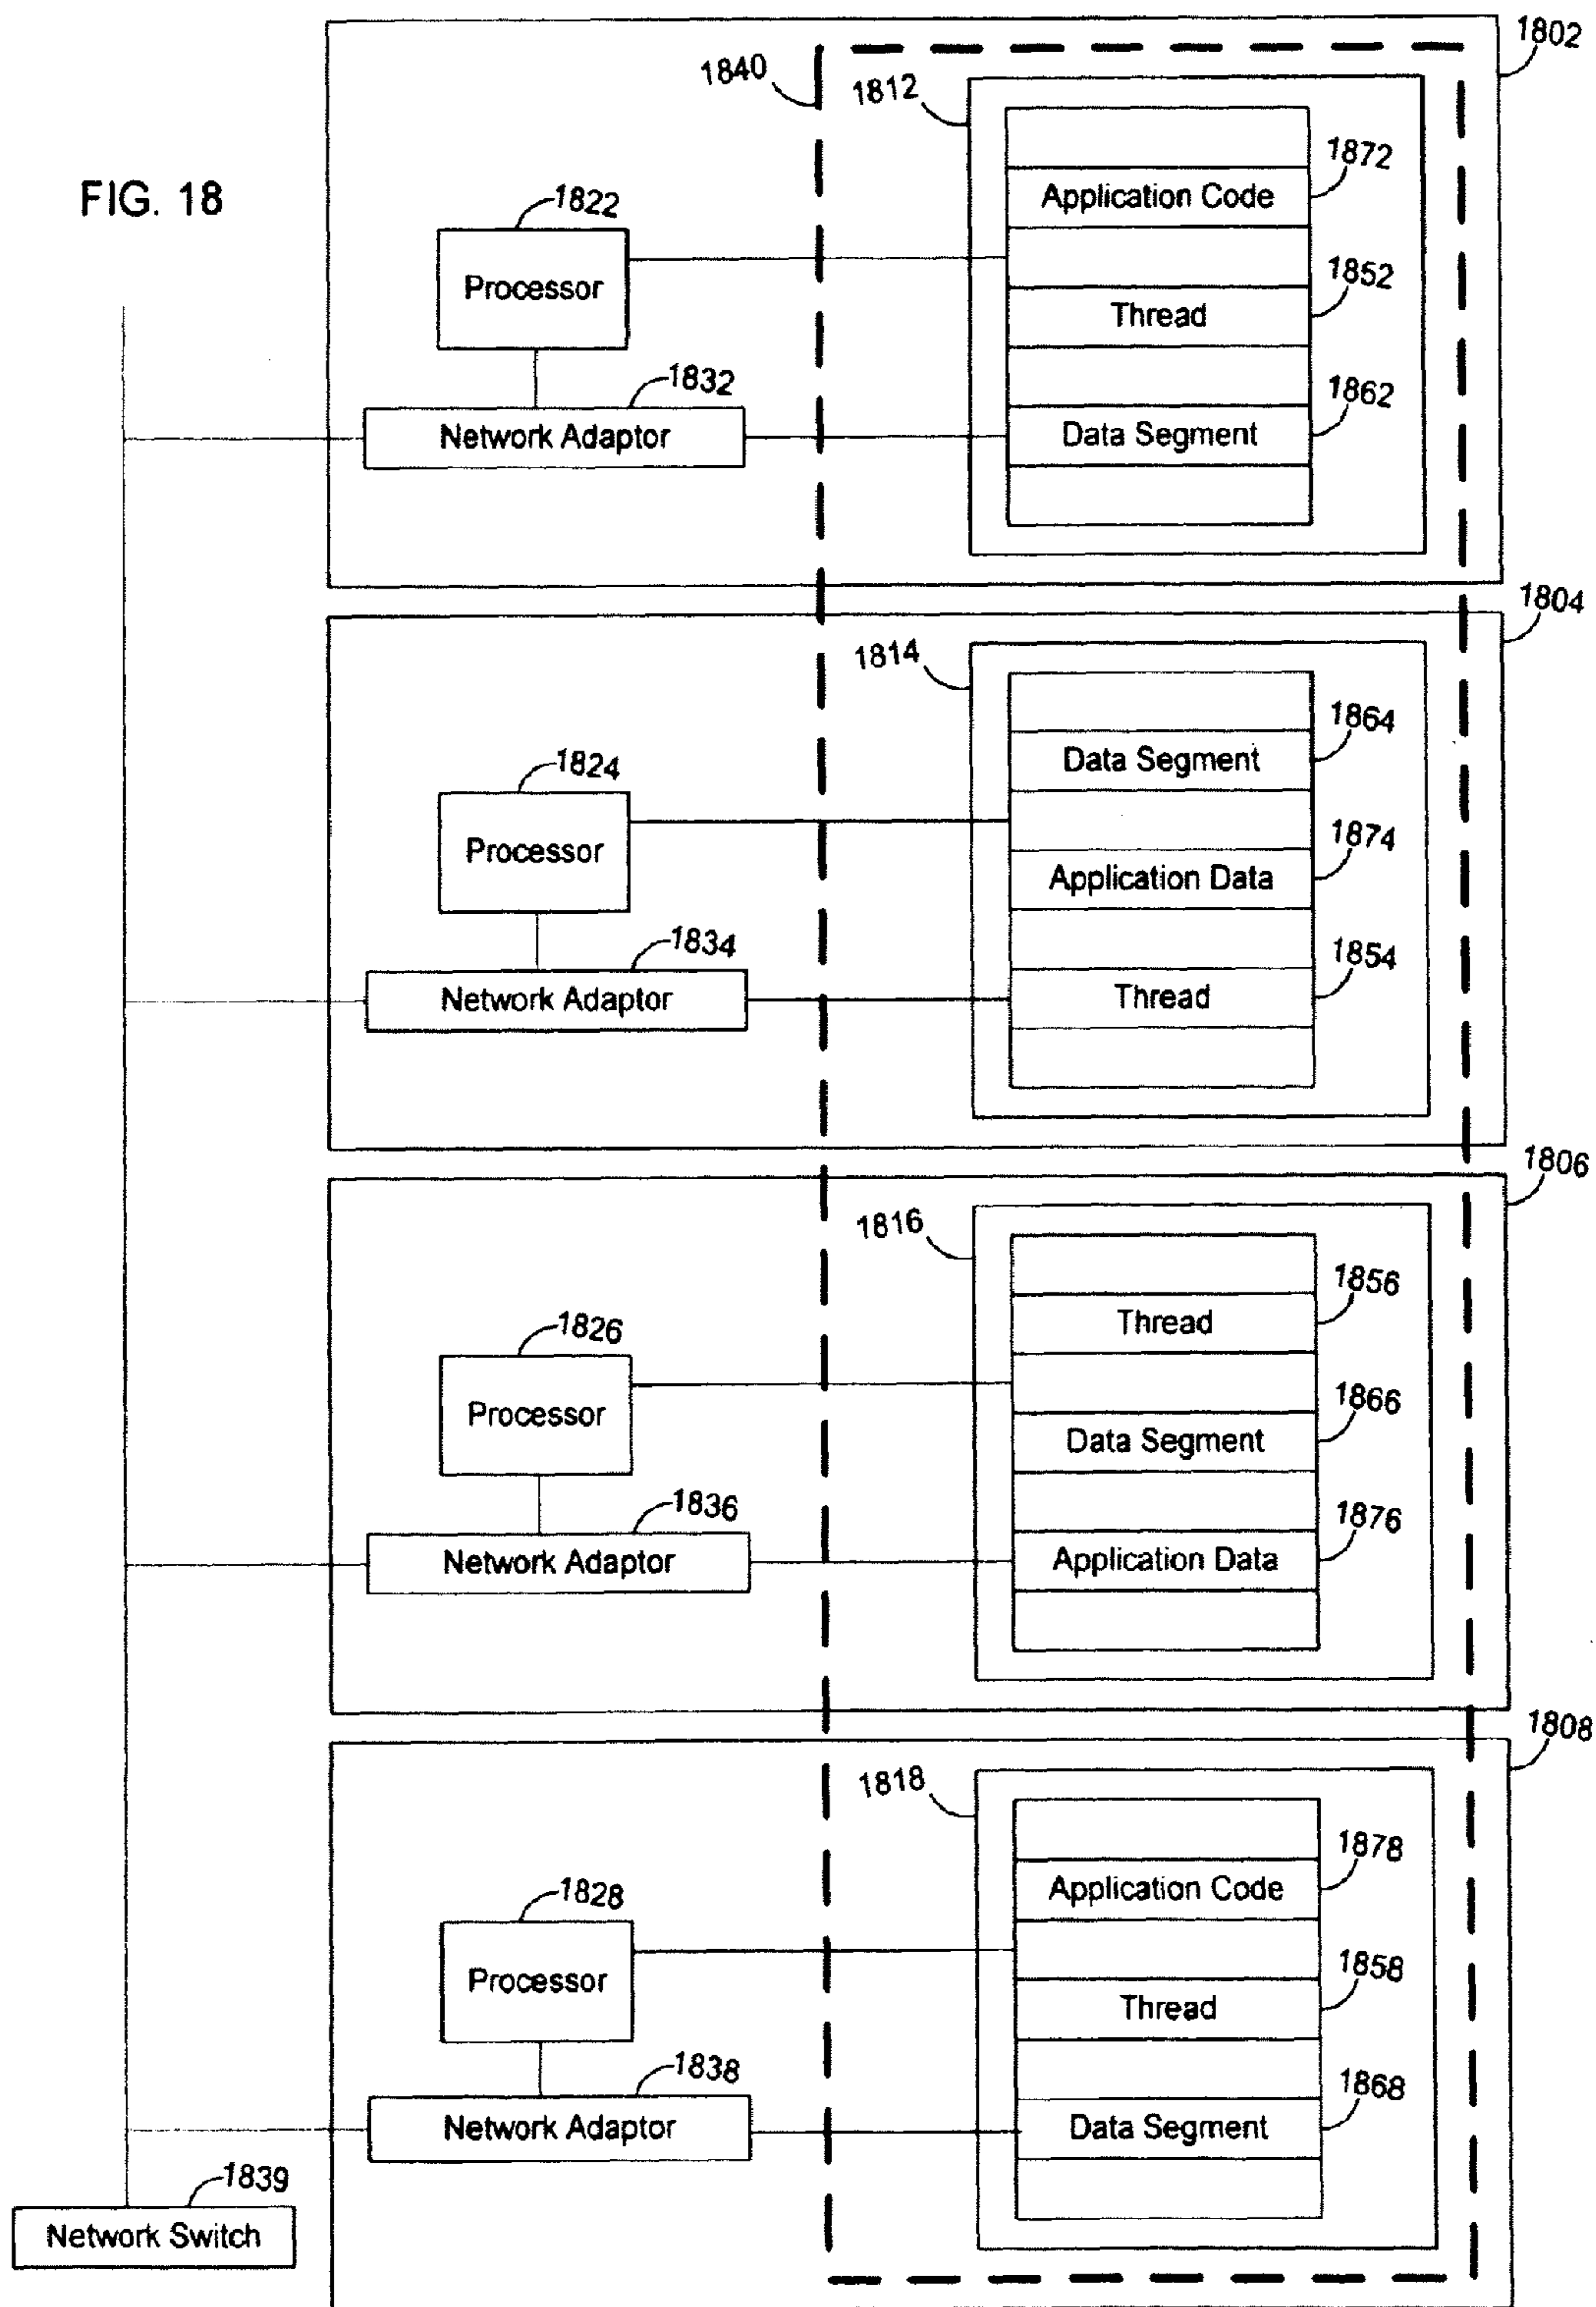 1802
1840
1812
1872
FIG. 18
1822
Application Code
Processor
1852
Thread
1832
1862
Network Adaptor
Data Segment
1804
1814
1864
1824
Data Segment
Processor
1874
Application Data
1834
1854
Network Adaptor
Thread
1806
1816
1856
1826
Thread
Processor
1866
Data Segment
1836
1876
Network Adaptor
Application Data
1808
1818
1878
1828
Application Code
Processor
1858
Thread
1838
1868
Network Adaptor
Data Segment
1839
Network Switch